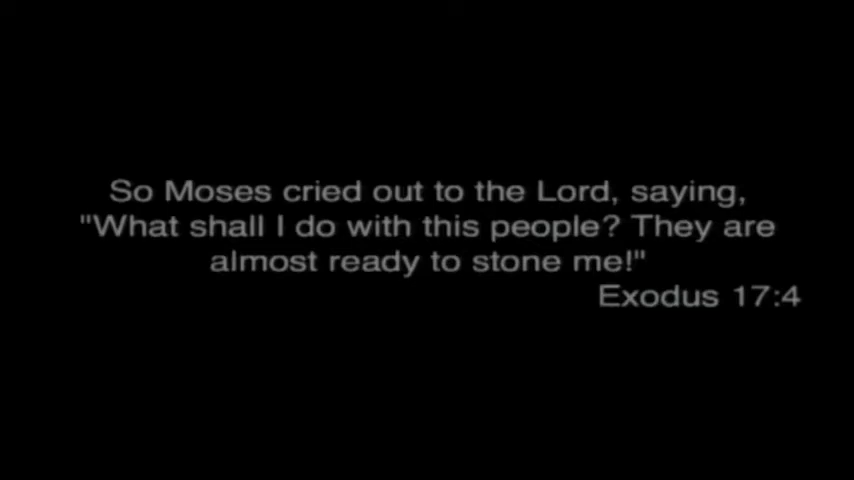 So Moses cried out to the Lord, saying,
"What shall I do with this people? They are
almost ready to stone me!"
Exodus 17:4